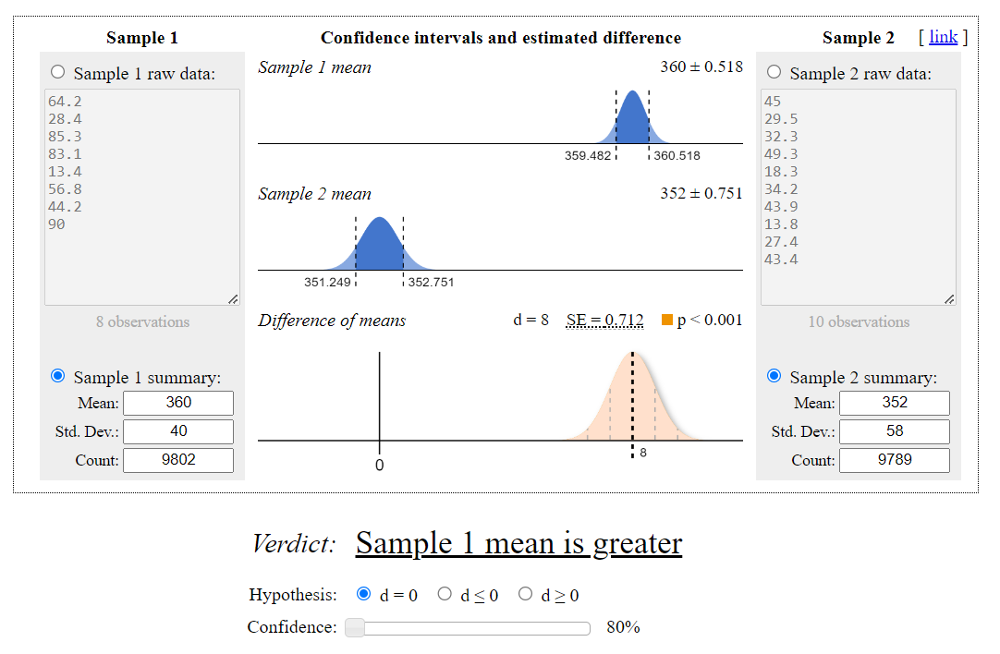 Sample 1
Confidence intervals and estimated difference
Sample 2
[ link ]
Sample 1 raw data:
64.2
28.4
85.3
83.1
13.4
56.8
44.2
90
8 observations
Sample 1 summary:
Mean: 360
Std. Dev.: 40
Count: 9802
Sample 1 mean
360 ± 0.518
359.482
360.518
Sample 2 mean
352 ± 0.751
351.249
352.751
Difference of means
d = 8
SE = 0.712
p < 0.001
0
8
Sample 2 raw data:
45
29.5
32.3
49.3
18.3
34.2
43.9
13.8
27.4
43.4
10 observations
Sample 2 summary:
Mean: 352
Std. Dev.: 58
Count: 9789
Verdict: Sample 1 mean is greater
Hypothesis: d = 0 d ≤ 0 d ≥ 0
Confidence: 80%